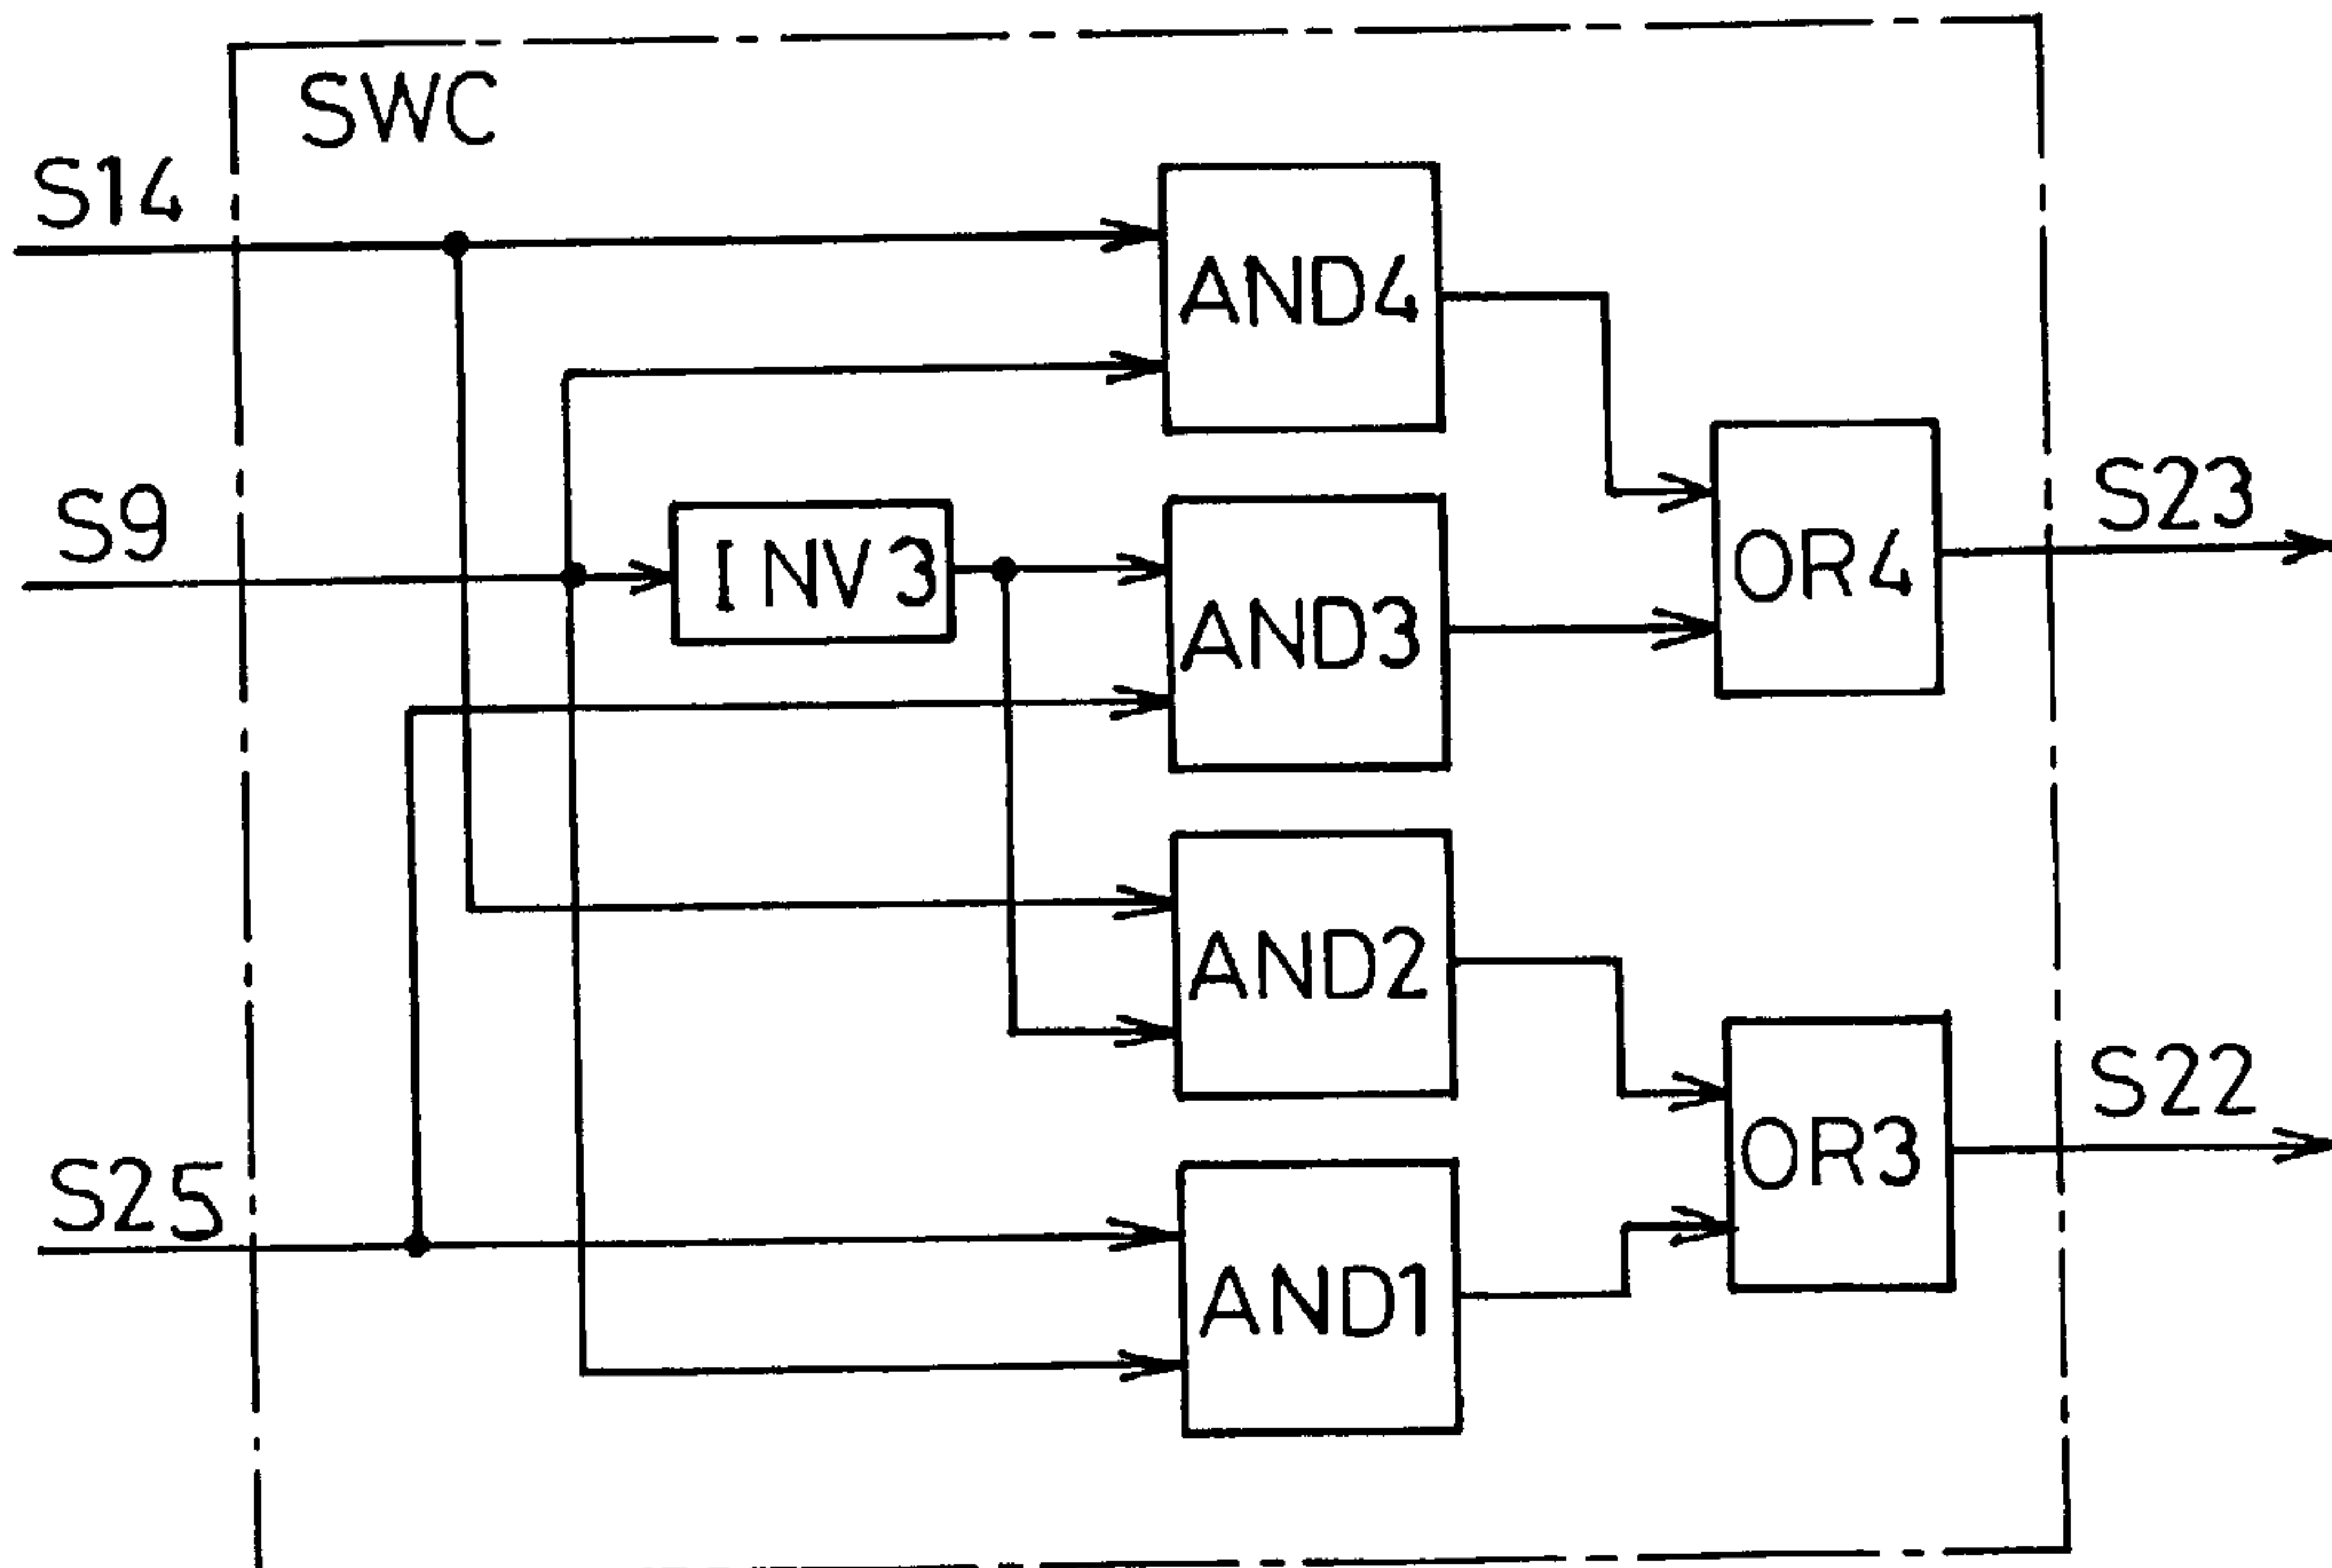 SWC
S14
AND4
S9
INV3
AND3
OR4
S23
AND2
OR3
S22
S25
AND1